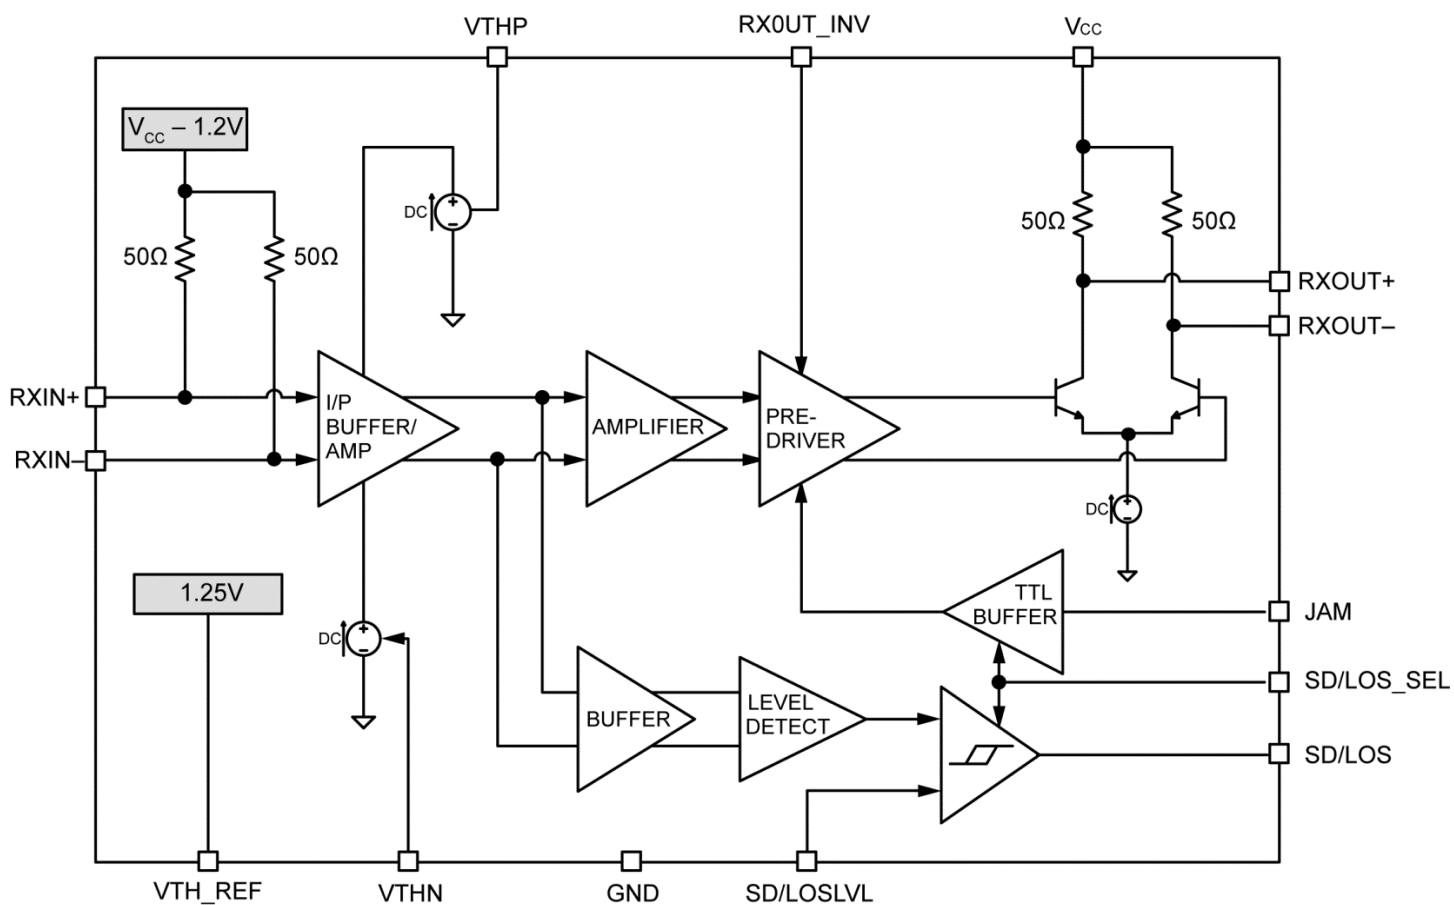 VTHP
RX0UT_INV
VCC
VCC – 1.2V
50Ω
50Ω
DC
50Ω
50Ω
RXOUT+
RXOUT–
RXIN+
RXIN–
I/P
BUFFER/
AMP
AMPLIFIER
PRE-
DRIVER
DC
1.25V
DC
TTL
BUFFER
JAM
SD/LOS_SEL
BUFFER
LEVEL
DETECT
SD/LOS
VTH_REF
VTHN
GND
SD/LOSLVL